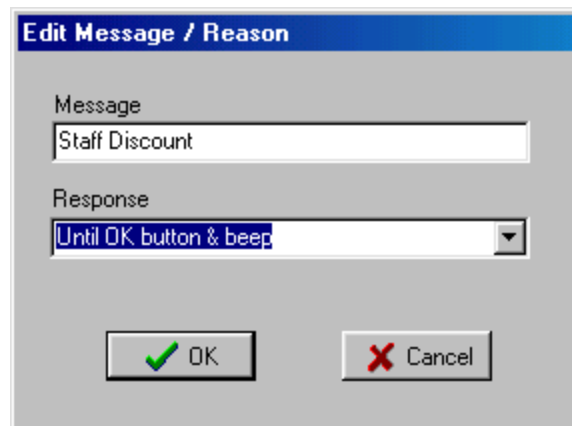 Edit Message / Reason
Message
Staff Discount
Response
Until OK button & beep
OK
Cancel